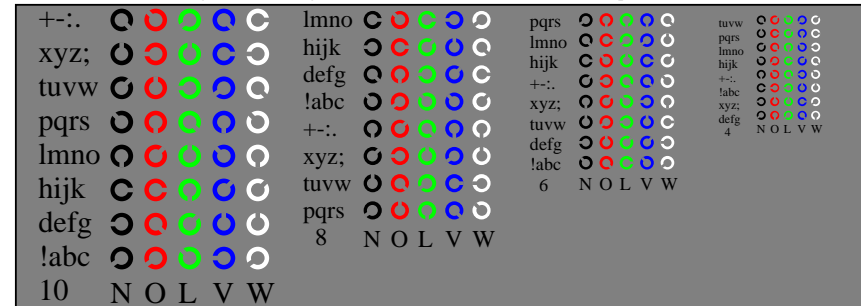 +-:.
xyz;
tuvw
pqrs
lmno
hijk
defg
!abc
10 N O L V W
lmno
hijk
defg
!abc
+-:.
xyz;
tuvw
pqrs
8 N O L V W
pqrs
lmno
hijk
+-:.
xyz;
tuvw
defg
!abc
6 N O L V W
tuvw
pqrs
lmno
hijk
+-:.
!abc
xyz;
defg
4 N O L V W